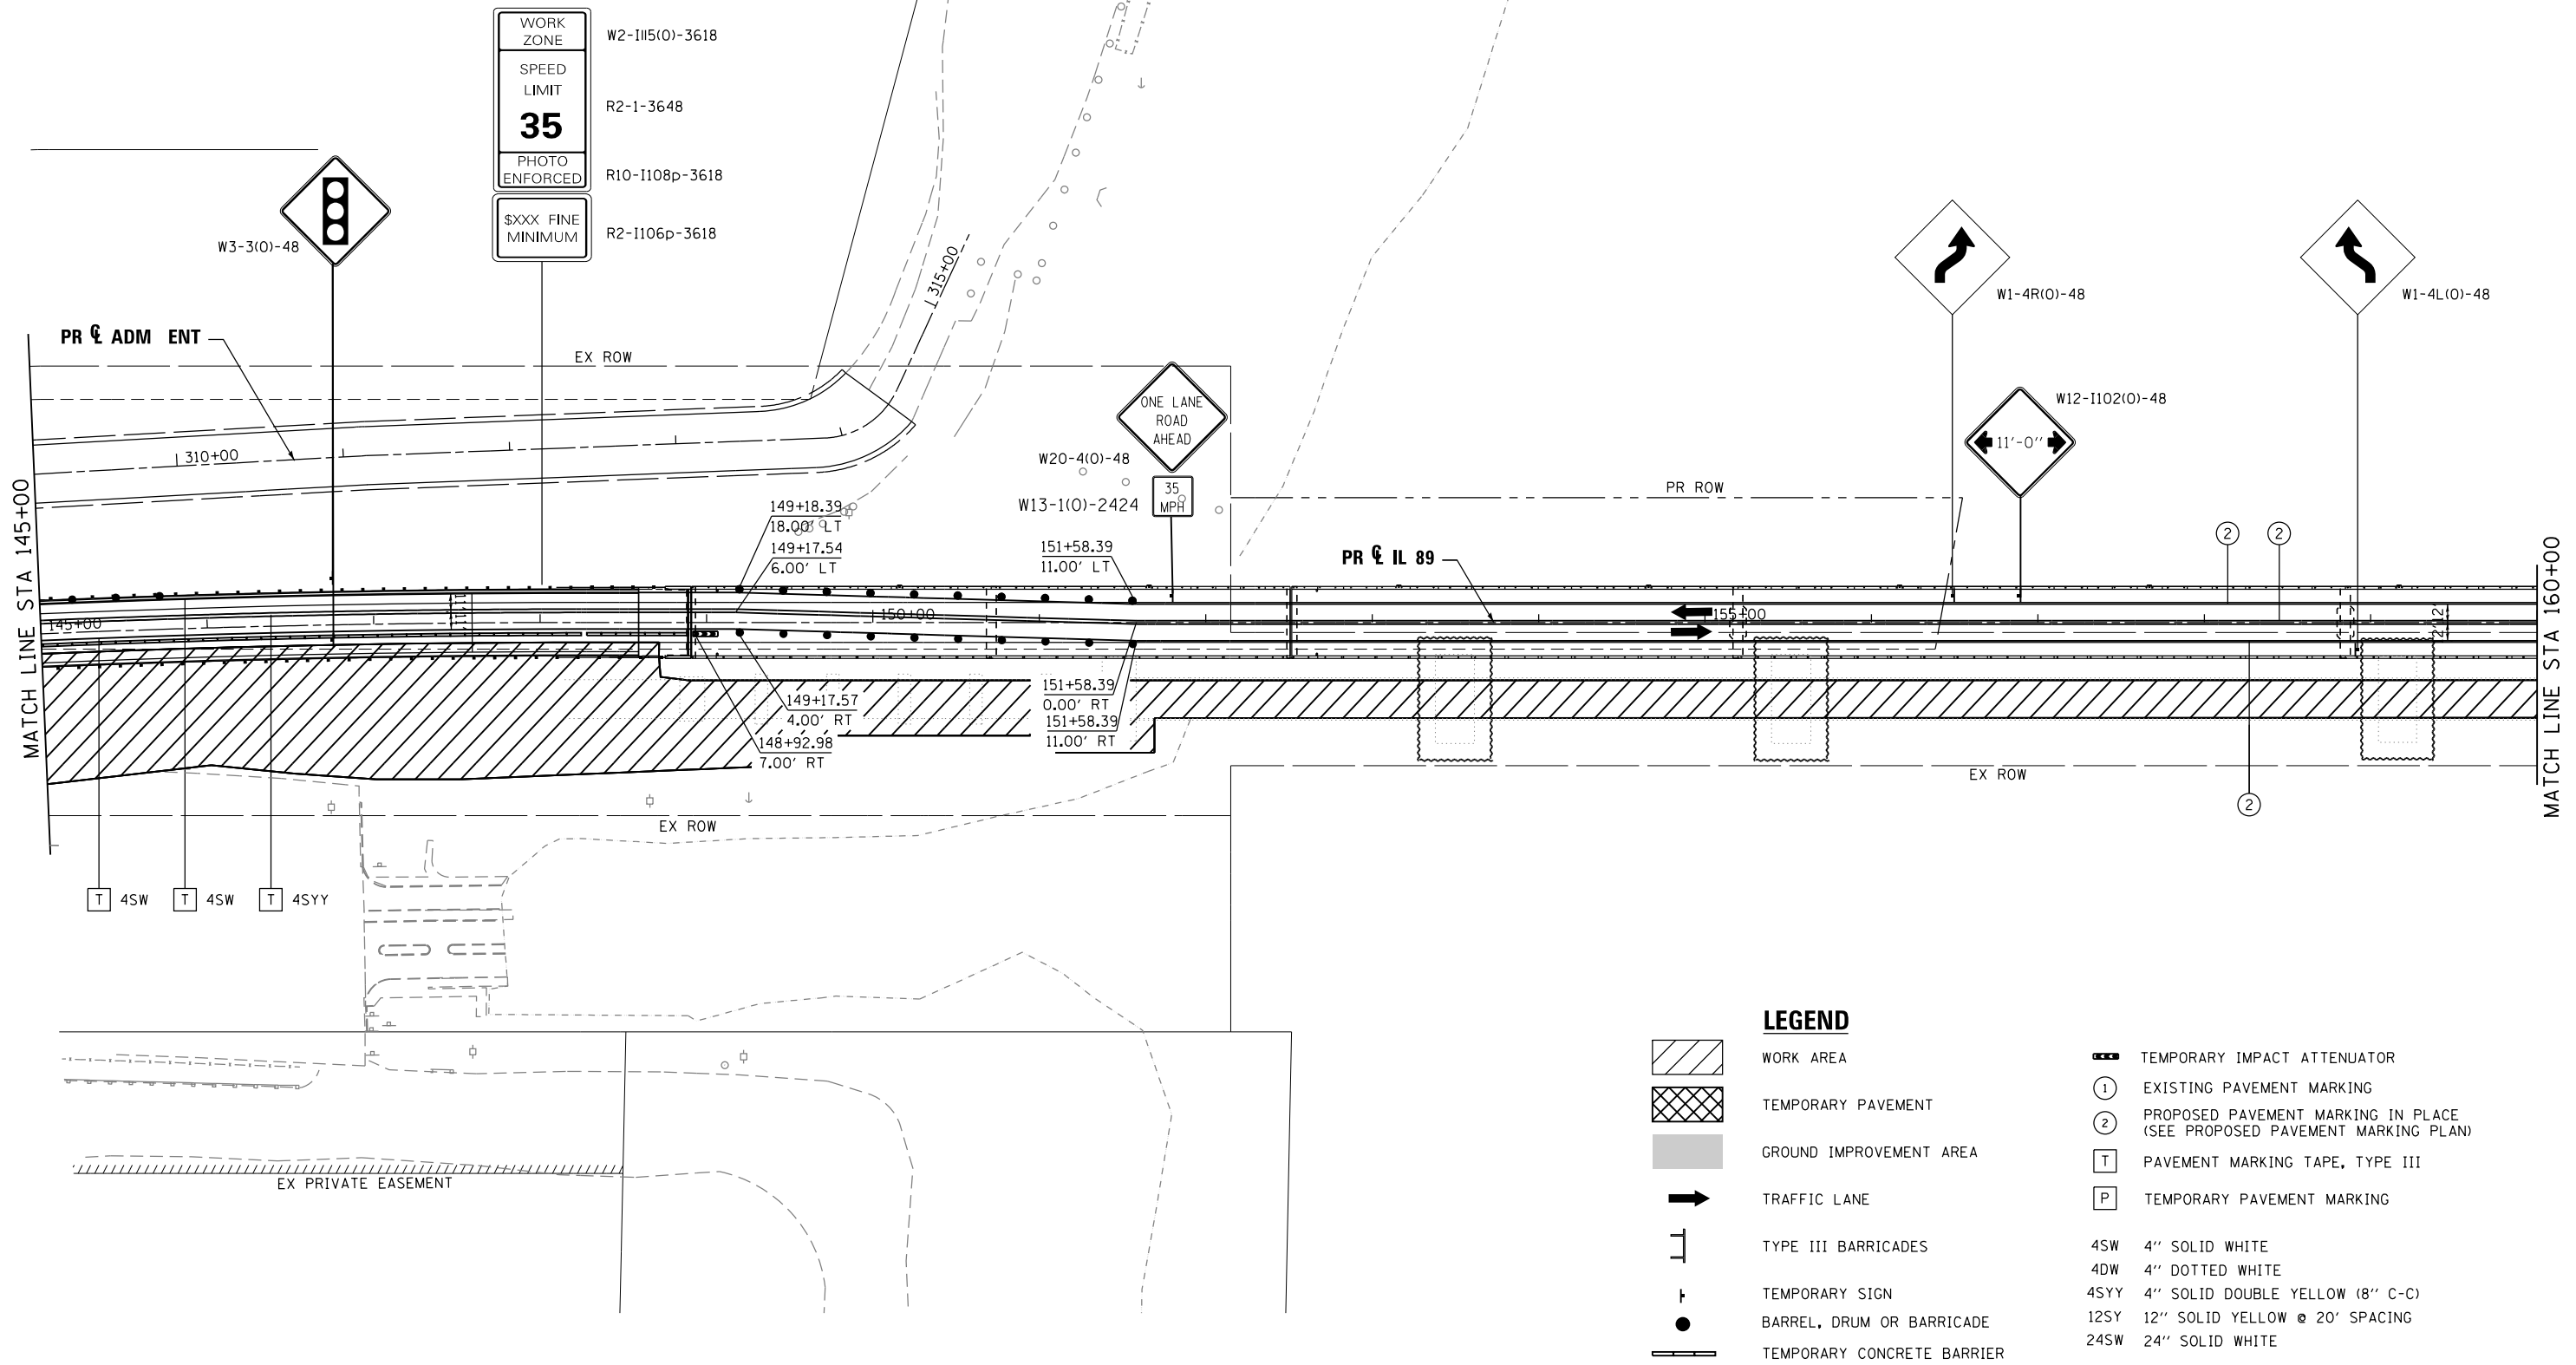 WORK
ZONE
W2-I115(O)-3618
SPEED
LIMIT
35
R2-1-3648
PHOTO
ENFORCED
R10-I108p-3618
$XXX FINE
MINIMUM
R2-I106p-3618
W3-3(O)-48
PR ℄ ADM ENT
EX ROW
315+00
310+00
ONE LANE
ROAD
AHEAD
W20-4(O)-48
35
MPH
W13-1(O)-2424
W1-4R(O)-48
W1-4L(O)-48
W12-I102(O)-48
11'-0''
PR ROW
MATCH LINE STA 145+00
MATCH LINE STA 160+00
149+18.39
18.00' LT
149+17.54
6.00' LT
151+58.39
11.00' LT
PR ℄ IL 89
2
2
145+00
11'
11'
150+00
155+00
12'
12'
149+17.57
4.00' RT
148+92.98
7.00' RT
151+58.39
0.00' RT
151+58.39
11.00' RT
EX ROW
EX ROW
2
T 4SW
T 4SW
T 4SYY
EX PRIVATE EASEMENT
LEGEND
WORK AREA
TEMPORARY PAVEMENT
GROUND IMPROVEMENT AREA
TRAFFIC LANE
TYPE III BARRICADES
TEMPORARY SIGN
BARREL, DRUM OR BARRICADE
TEMPORARY CONCRETE BARRIER
TEMPORARY IMPACT ATTENUATOR
1 EXISTING PAVEMENT MARKING
2 PROPOSED PAVEMENT MARKING IN PLACE
(SEE PROPOSED PAVEMENT MARKING PLAN)
T PAVEMENT MARKING TAPE, TYPE III
P TEMPORARY PAVEMENT MARKING
4SW 4'' SOLID WHITE
4DW 4'' DOTTED WHITE
4SYY 4'' SOLID DOUBLE YELLOW (8'' C-C)
12SY 12'' SOLID YELLOW @ 20' SPACING
24SW 24'' SOLID WHITE